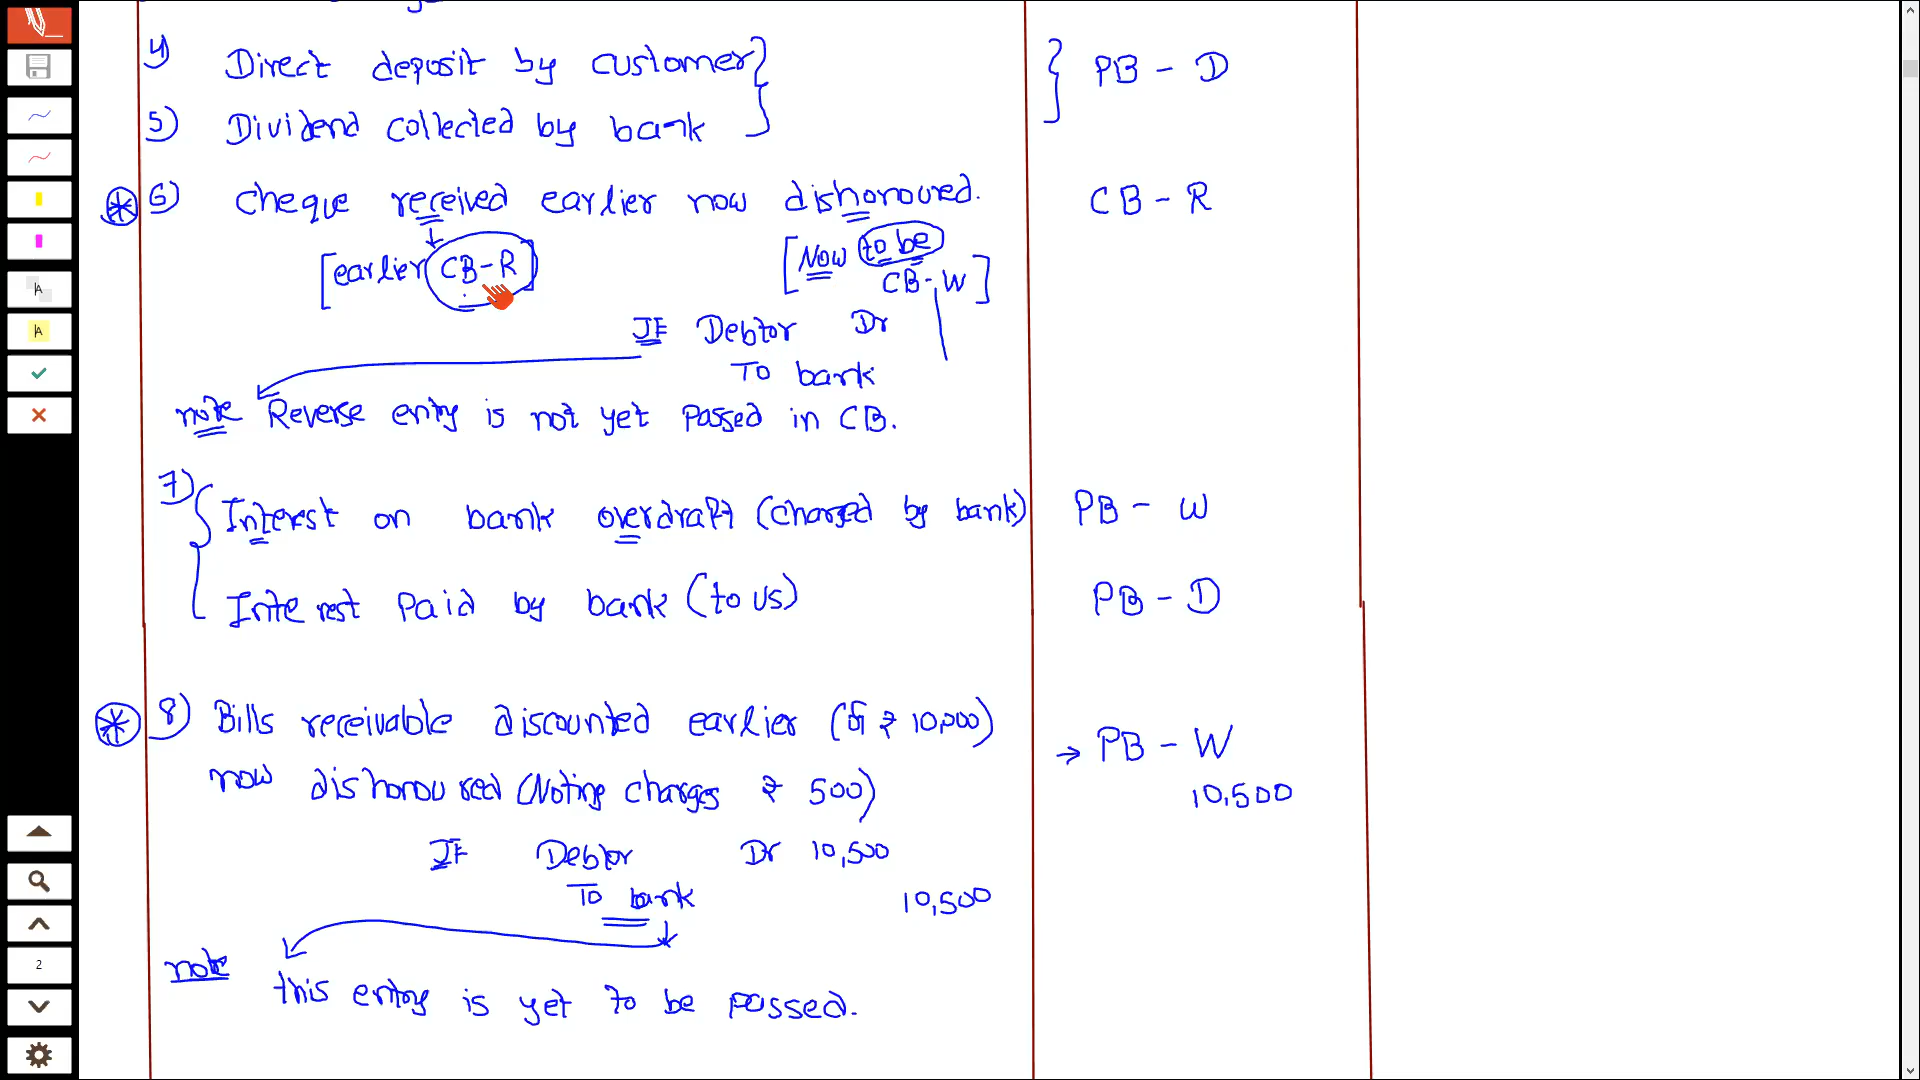 4) Direct deposit by customer } } PB - D
5) Dividend collected by bank
6) Cheque received earlier now dishonoured. CB - R
[earlier CB-R] [Now to be CB-W]
JE Debtor Dr
To bank
note Reverse entry is not yet passed in CB.
7) Interest on bank overdraft (charged by bank) PB - W
Interest Paid by bank (to us) PB - D
8) Bills receivable discounted earlier (of ₹ 10,000) → PB - W
now dishonoured (Noting charges ₹ 500) 10,500
JE Debtor Dr 10,500
To bank 10,500
note this entry is yet to be passed.
A
A
2